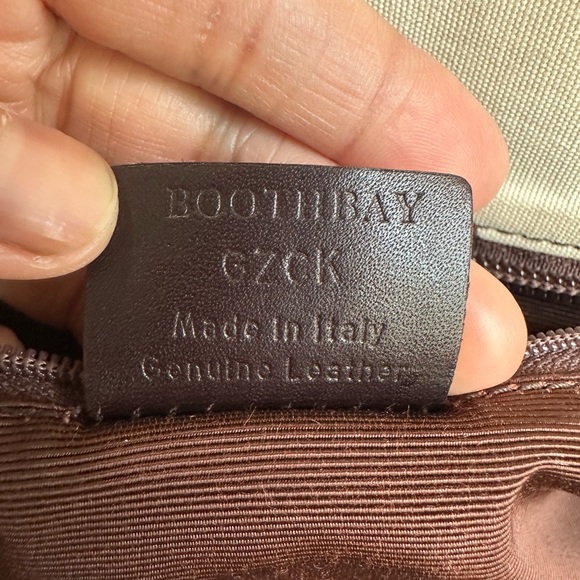 BOOTHBAY
GZCK
Made in Italy
Genuine Leather